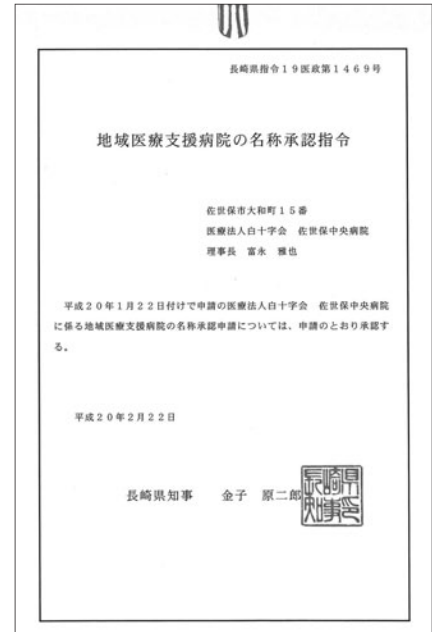 長崎県指令19医政第1469号
地域医療支援病院の名称承認指令
佐世保市大和町15番
医療法人白十字会　佐世保中央病院
理事長　富永　雅也
平成20年1月22日付けで申請の医療法人白十字会　佐世保中央病院
に係る地域医療支援病院の名称承認申請については、申請のとおり承認す
る。
平成20年2月22日
長崎県知事　金子　原二郎
長崎県知事印